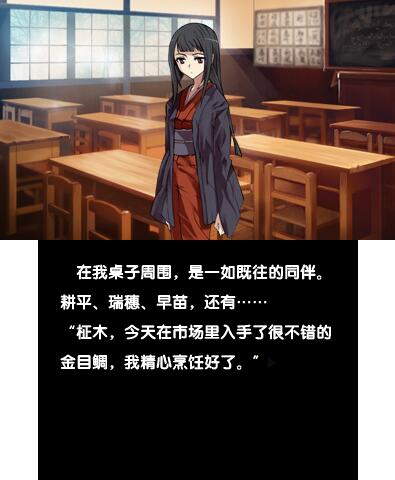 在我桌子周围，是一如既往的同伴。
耕平、瑞穗、早苗，还有……
“柾木，今天在市场里入手了很不错的
金目鲷，我精心烹饪好了。”